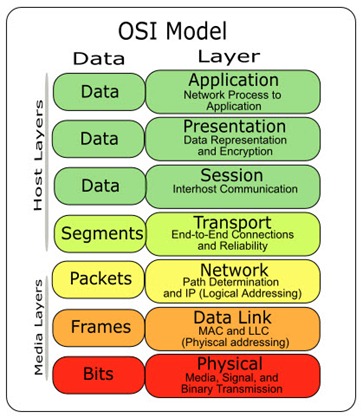 OSI Model
Data Layer
Host Layers
Data
Application
Network Process to
Application
Data
Presentation
Data Representation
and Encryption
Data
Session
Interhost Communication
Segments
Transport
End-to-End Connections
and Reliability
Media Layers
Packets
Network
Path Determination
and IP (Logical Addressing)
Frames
Data Link
MAC and LLC
(Phyiscal addressing)
Bits
Physical
Media, Signal, and
Binary Transmission